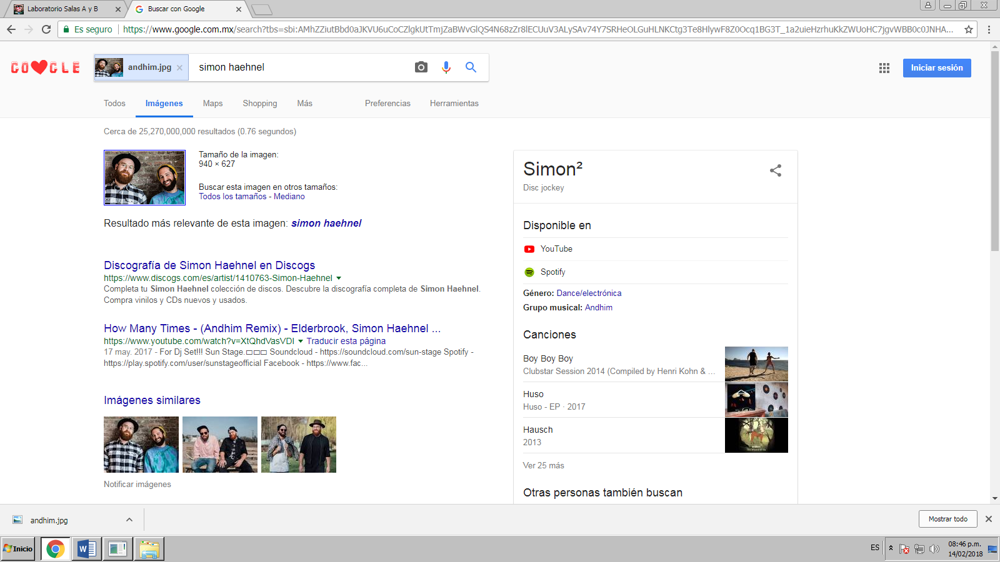 Laboratorio Salas A y B
Buscar con Google
Es seguro
https://www.google.com.mx/search?tbs=sbi:AMhZZiutBbd0aJKVU6uCoCZlgkUtTmjZaBWvGlQS4N68zZr8lECUuV3ALySAv74Y7SRHeOLGuHLNKCtg3Te8HlywF8Z0Ocq1BG3T_1a2uieHzrhuKkZWUoHC7jgvWBB0c0JNHA...
andhim.jpg
simon haehnel
Iniciar sesión
Todos
Imágenes
Maps
Shopping
Más
Preferencias
Herramientas
Cerca de 25,270,000,000 resultados (0.76 segundos)
Tamaño de la imagen:
940 × 627
Buscar esta imagen en otros tamaños:
Todos los tamaños - Mediano
Resultado más relevante de esta imagen: simon haehnel
Discografía de Simon Haehnel en Discogs
https://www.discogs.com/es/artist/1410763-Simon-Haehnel
Completa tu Simon Haehnel colección de discos. Descubre la discografía completa de Simon Haehnel.
Compra vinilos y CDs nuevos y usados.
How Many Times - (Andhim Remix) - Elderbrook, Simon Haehnel ...
https://www.youtube.com/watch?v=XtQhdVasVDI
Traducir esta página
17 may. 2017 - For Dj Set!!! Sun Stage.□□□ Soundcloud - https://soundcloud.com/sun-stage Spotify -
https://play.spotify.com/user/sunstageofficial Facebook - https://www.fac...
Imágenes similares
Notificar imágenes
Simon²
Disc jockey
Disponible en
YouTube
Spotify
Género: Dance/electrónica
Grupo musical: Andhim
Canciones
Boy Boy Boy
Clubstar Session 2014 (Compiled by Henri Kohn & ...
Huso
Huso - EP · 2017
Hausch
2013
Ver 25 más
Otras personas también buscan
andhim.jpg
Mostrar todo
Inicio
ES
08:46 p.m.
14/02/2018